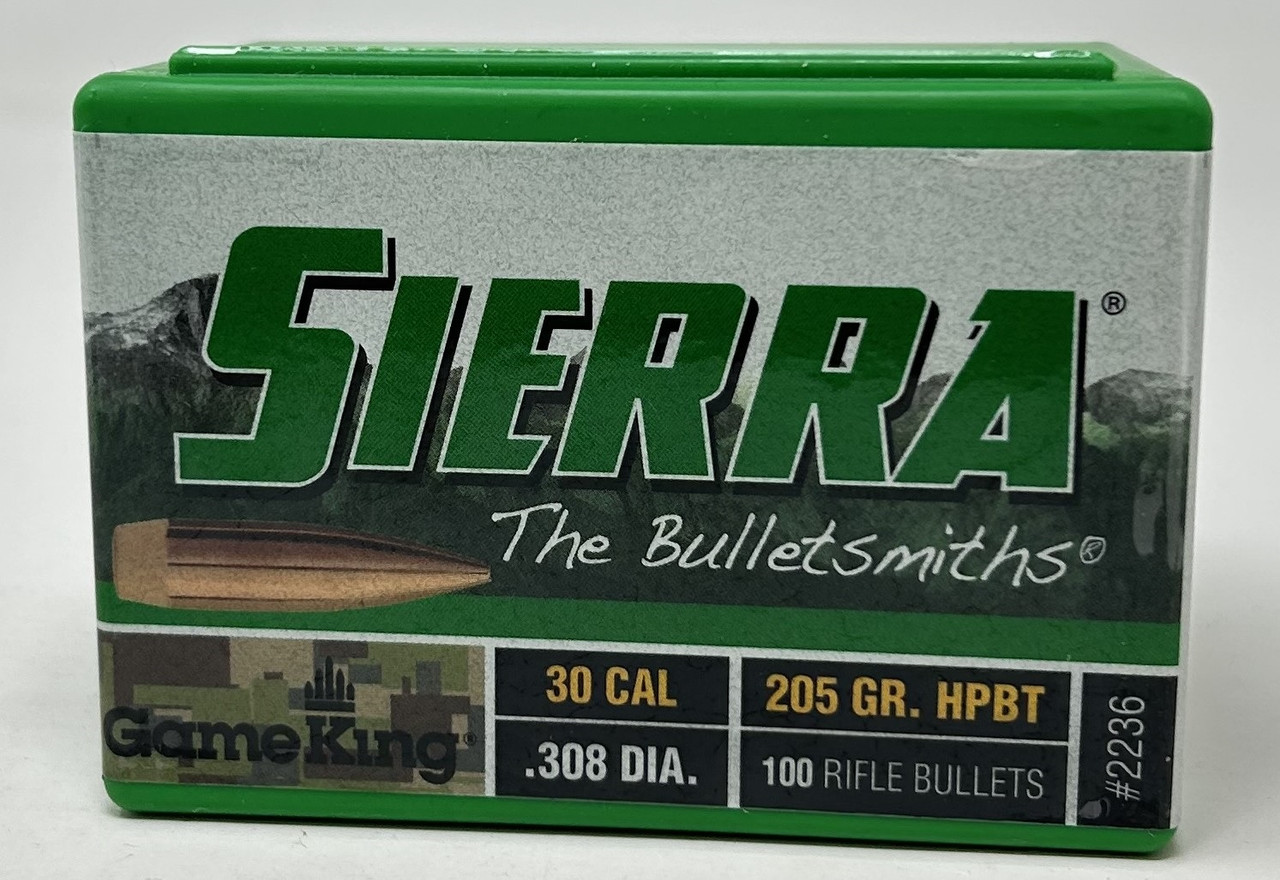 SIERRA®
The Bulletsmiths®
GameKing®
30 CAL
.308 DIA.
205 GR. HPBT
100 RIFLE BULLETS
#2236